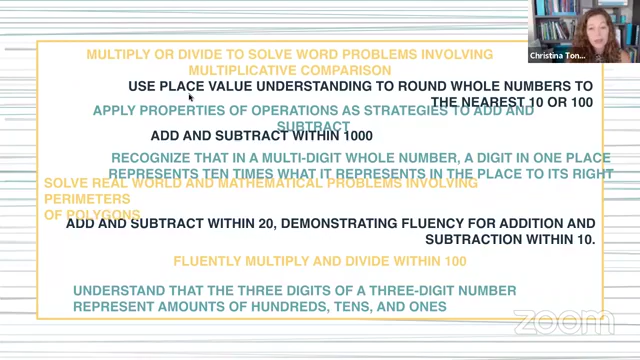 Christina Ton...
MULTIPLY OR DIVIDE TO SOLVE WORD PROBLEMS INVOLVING
MULTIPLICATIVE COMPARISON
USE PLACE VALUE UNDERSTANDING TO ROUND WHOLE NUMBERS TO
THE NEAREST 10 OR 100
APPLY PROPERTIES OF OPERATIONS AS STRATEGIES TO ADD AND
SUBTRACT
ADD AND SUBTRACT WITHIN 1000
RECOGNIZE THAT IN A MULTI-DIGIT WHOLE NUMBER, A DIGIT IN ONE PLACE
REPRESENTS TEN TIMES WHAT IT REPRESENTS IN THE PLACE TO ITS RIGHT
SOLVE REAL WORLD AND MATHEMATICAL PROBLEMS INVOLVING
PERIMETERS
OF POLYGONS
ADD AND SUBTRACT WITHIN 20, DEMONSTRATING FLUENCY FOR ADDITION AND
SUBTRACTION WITHIN 10.
FLUENTLY MULTIPLY AND DIVIDE WITHIN 100
UNDERSTAND THAT THE THREE DIGITS OF A THREE-DIGIT NUMBER
REPRESENT AMOUNTS OF HUNDREDS, TENS, AND ONES
zoom